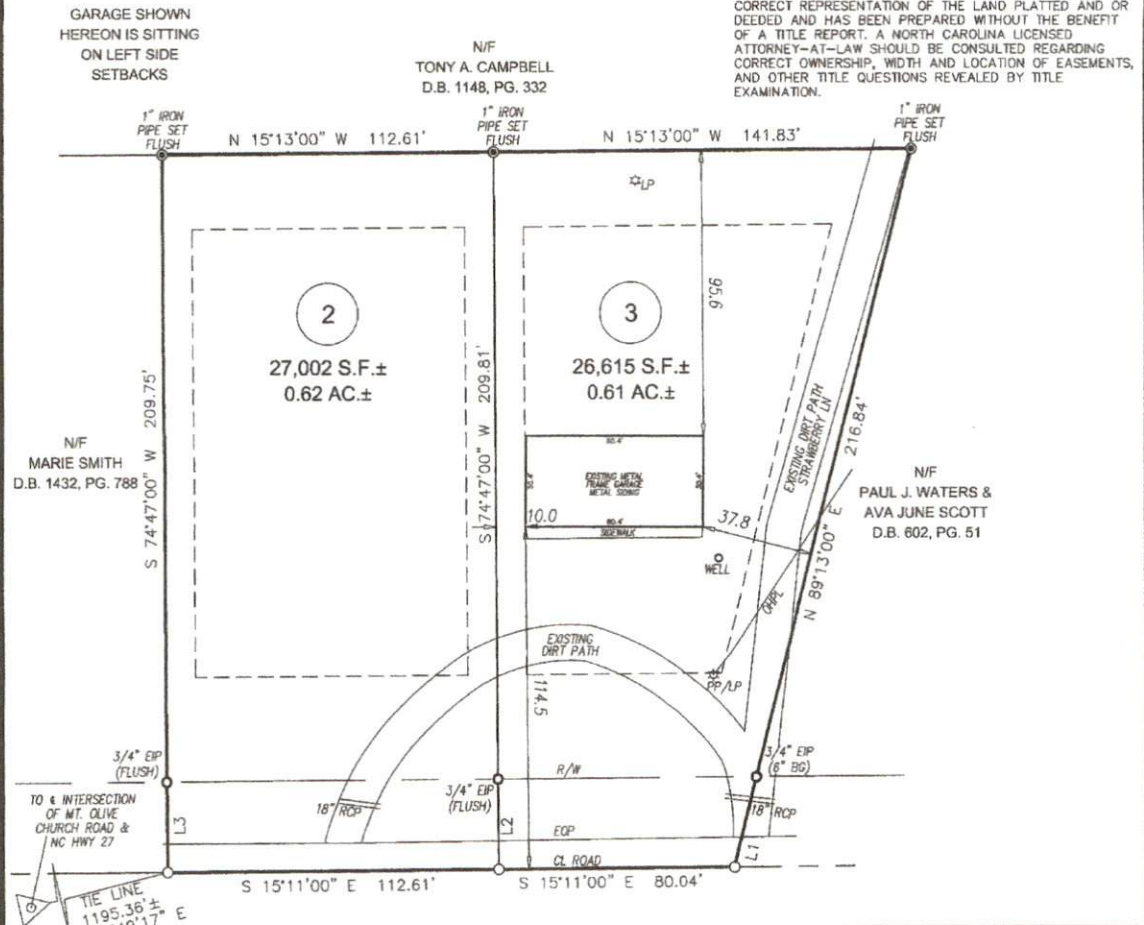 GARAGE SHOWN
HEREON IS SITTING
ON LEFT SIDE
SETBACKS
N/F
TONY A. CAMPBELL
D.B. 1148, PG. 332
CORRECT REPRESENTATION OF THE LAND PLATTED AND OR
DEEDED AND HAS BEEN PREPARED WITHOUT THE BENEFIT
OF A TITLE REPORT. A NORTH CAROLINA LICENSED
ATTORNEY-AT-LAW SHOULD BE CONSULTED REGARDING
CORRECT OWNERSHIP, WIDTH AND LOCATION OF EASEMENTS,
AND OTHER TITLE QUESTIONS REVEALED BY TITLE
EXAMINATION.
1" IRON
PIPE SET
FLUSH
N 15°13'00" W 112.61'
1" IRON
PIPE SET
FLUSH
N 15°13'00" W 141.83'
1" IRON
PIPE SET
FLUSH
LP
95.6
2
27,002 S.F.±
0.62 AC.±
3
26,615 S.F.±
0.61 AC.±
S 74°47'00" W 209.75'
S 74°47'00" W 209.81'
N/F
MARIE SMITH
D.B. 1432, PG. 788
EXISTING DIRT PATH
STRAWBERRY LN
N 89°13'00" E 216.84'
N/F
PAUL J. WATERS &
AVA JUNE SCOTT
D.B. 602, PG. 51
EXISTING METAL
FRAME GARAGE
METAL SIDING
10.0
SIDEWALK
37.8
WELL
OHPL
EXISTING
DIRT PATH
PP/LP
114.5
3/4" EIP
(FLUSH)
3/4" EIP
(FLUSH)
R/W
3/4" EIP
(6" BG)
TO ℄ INTERSECTION
OF MT. OLIVE
CHURCH ROAD &
NC HWY 27
L3
18" RCP
L2
18" RCP
L1
EOP
CL ROAD
S 15°11'00" E 112.61'
S 15°11'00" E 80.04'
TIE LINE
1195.36'±
17" E